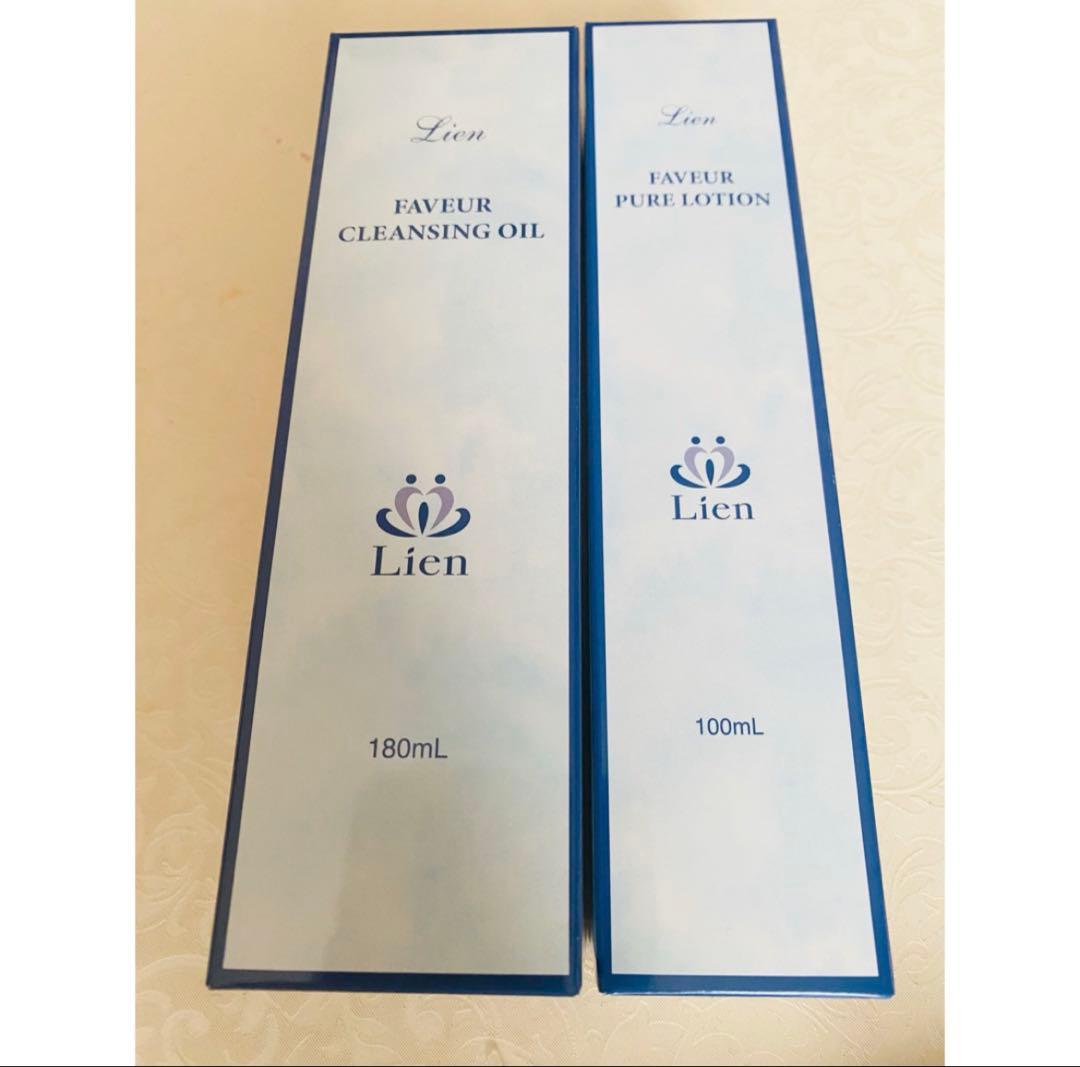 Lien
FAVEUR
CLEANSING OIL
Lien
180mL
Lien
FAVEUR
PURE LOTION
Lien
100mL